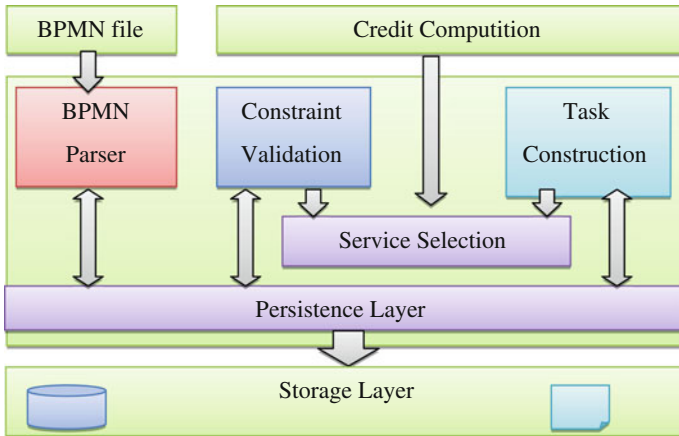 BPMN file
Credit Computition
BPMN
Parser
Constraint
Validation
Task
Construction
Service Selection
Persistence Layer
Storage Layer